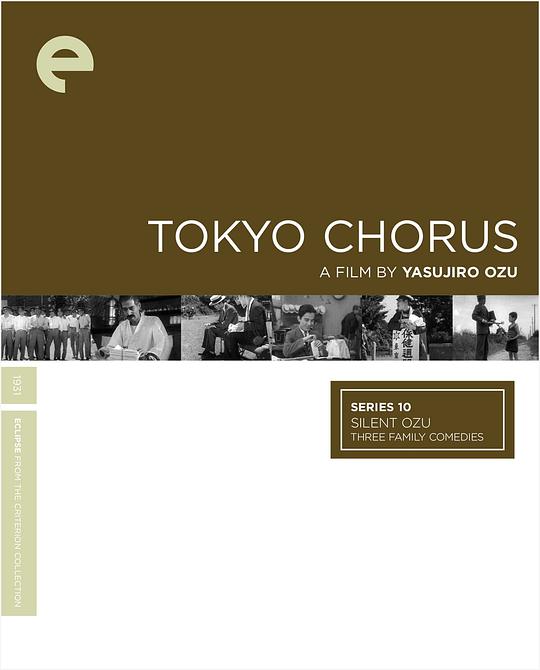 e
TOKYO CHORUS
A FILM BY YASUJIRO OZU
SERIES 10
SILENT OZU
THREE FAMILY COMEDIES
1931
ECLIPSE FROM THE CRITERION COLLECTION